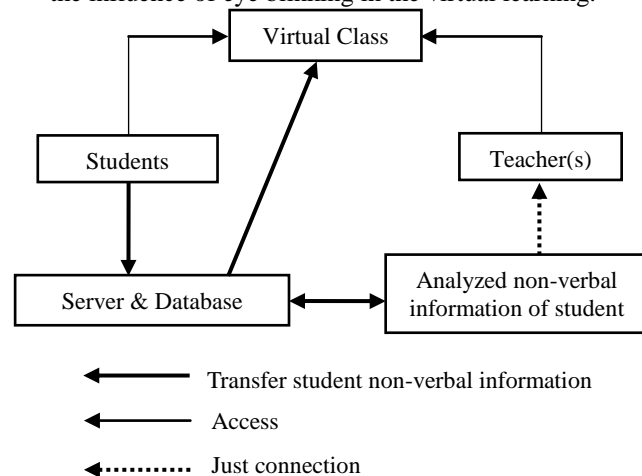 the influence of eye blinking in the virtual learning.
Virtual Class
Students
Teacher(s)
Server & Database
Analyzed non-verbal
information of student
Transfer student non-verbal information
Access
Just connection